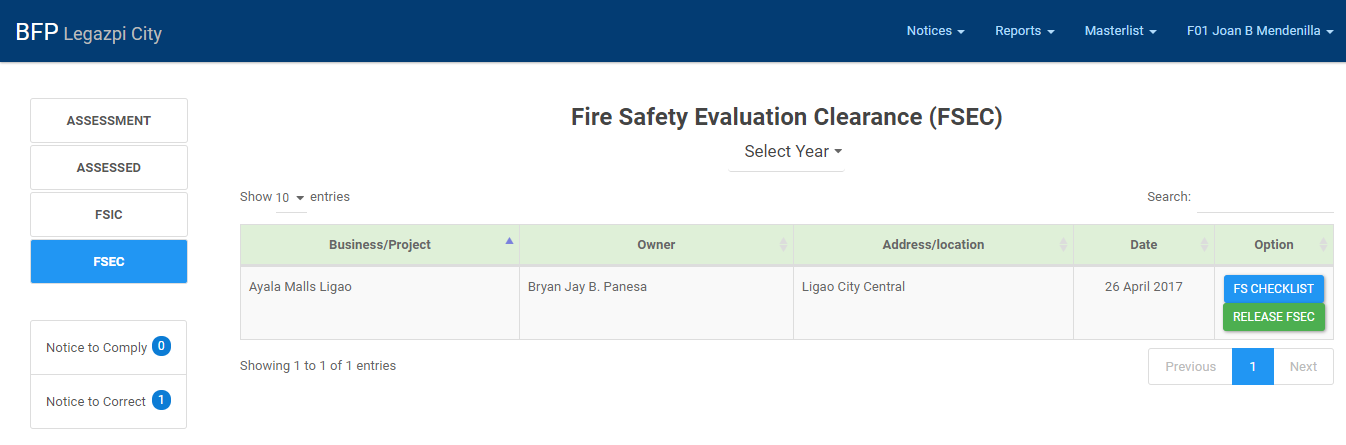 BFP Legazpi City
Notices
Reports
Masterlist
F01 Joan B Mendenilla
ASSESSMENT
ASSESSED
FSIC
FSEC
Notice to Comply 0
Notice to Correct 1
Fire Safety Evaluation Clearance (FSEC)
Select Year
Show 10 entries
Search:
Business/Project Owner Address/location Date Option
Ayala Malls Ligao Bryan Jay B. Panesa Ligao City Central 26 April 2017 FS CHECKLIST
RELEASE FSEC
Showing 1 to 1 of 1 entries
Previous 1 Next